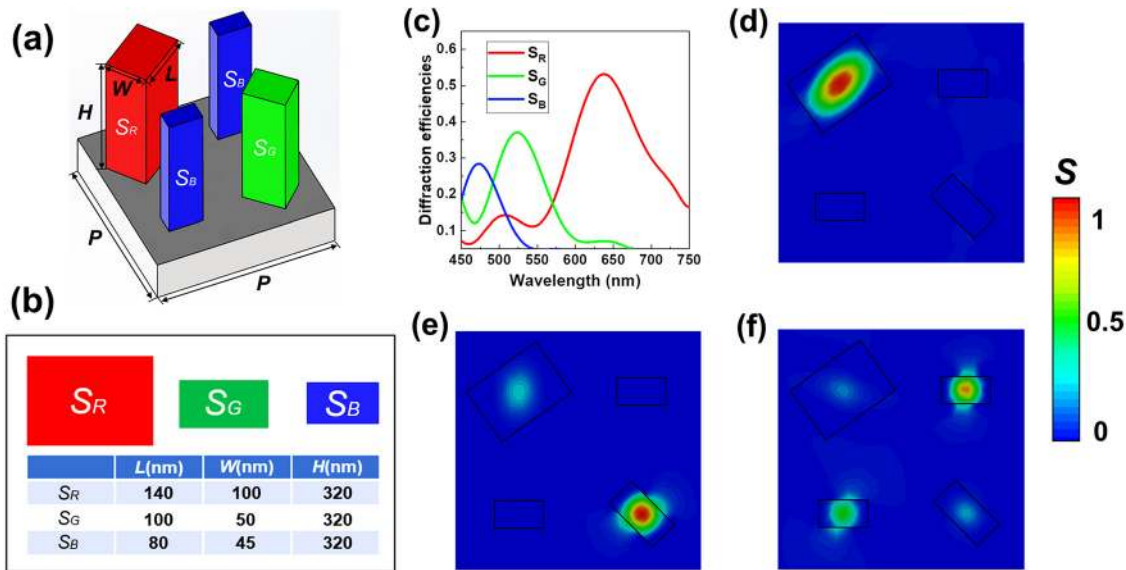 (a)
H
W
L
S_R
S_B
S_B
S_G
P
P
(b)
S_R S_G S_B
L(nm) W(nm) H(nm)
S_R 140 100 320
S_G 100 50 320
S_B 80 45 320
(c)
Diffraction efficiencies
0.6
0.5
0.4
0.3
0.2
0.1
S_R
S_G
S_B
450 500 550 600 650 700 750
Wavelength (nm)
(d)
(e)
(f)
S
1
0.5
0